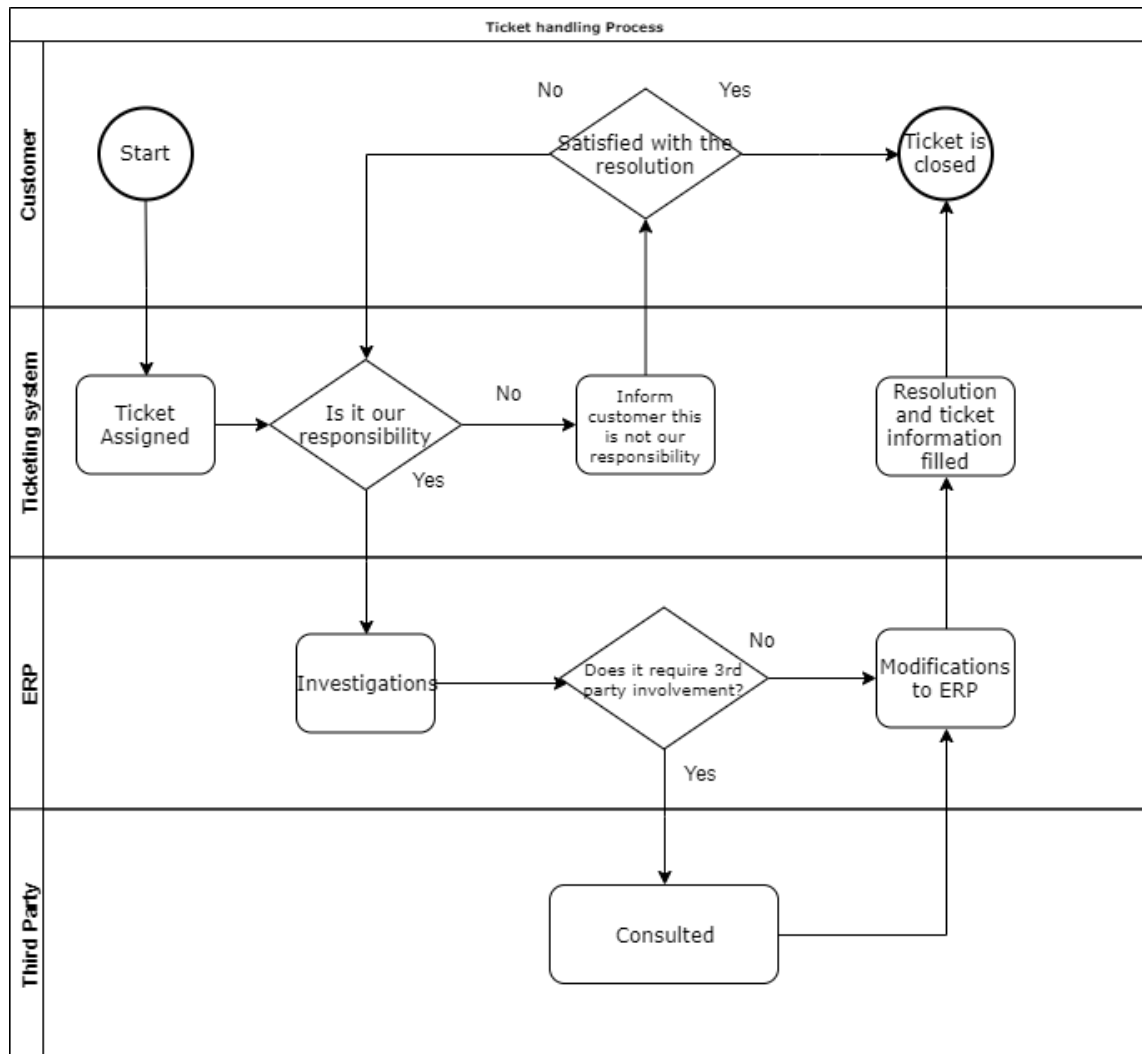 Ticket handling Process
Customer
Start
No
Yes
Satisfied with the
resolution
Ticket is
closed
Ticketing system
Ticket
Assigned
Is it our
responsibility
No
Yes
Inform
customer this
is not our
responsibility
Resolution
and ticket
information
filled
ERP
Investigations
Does it require 3rd
party involvement?
No
Yes
Modifications
to ERP
Third Party
Consulted